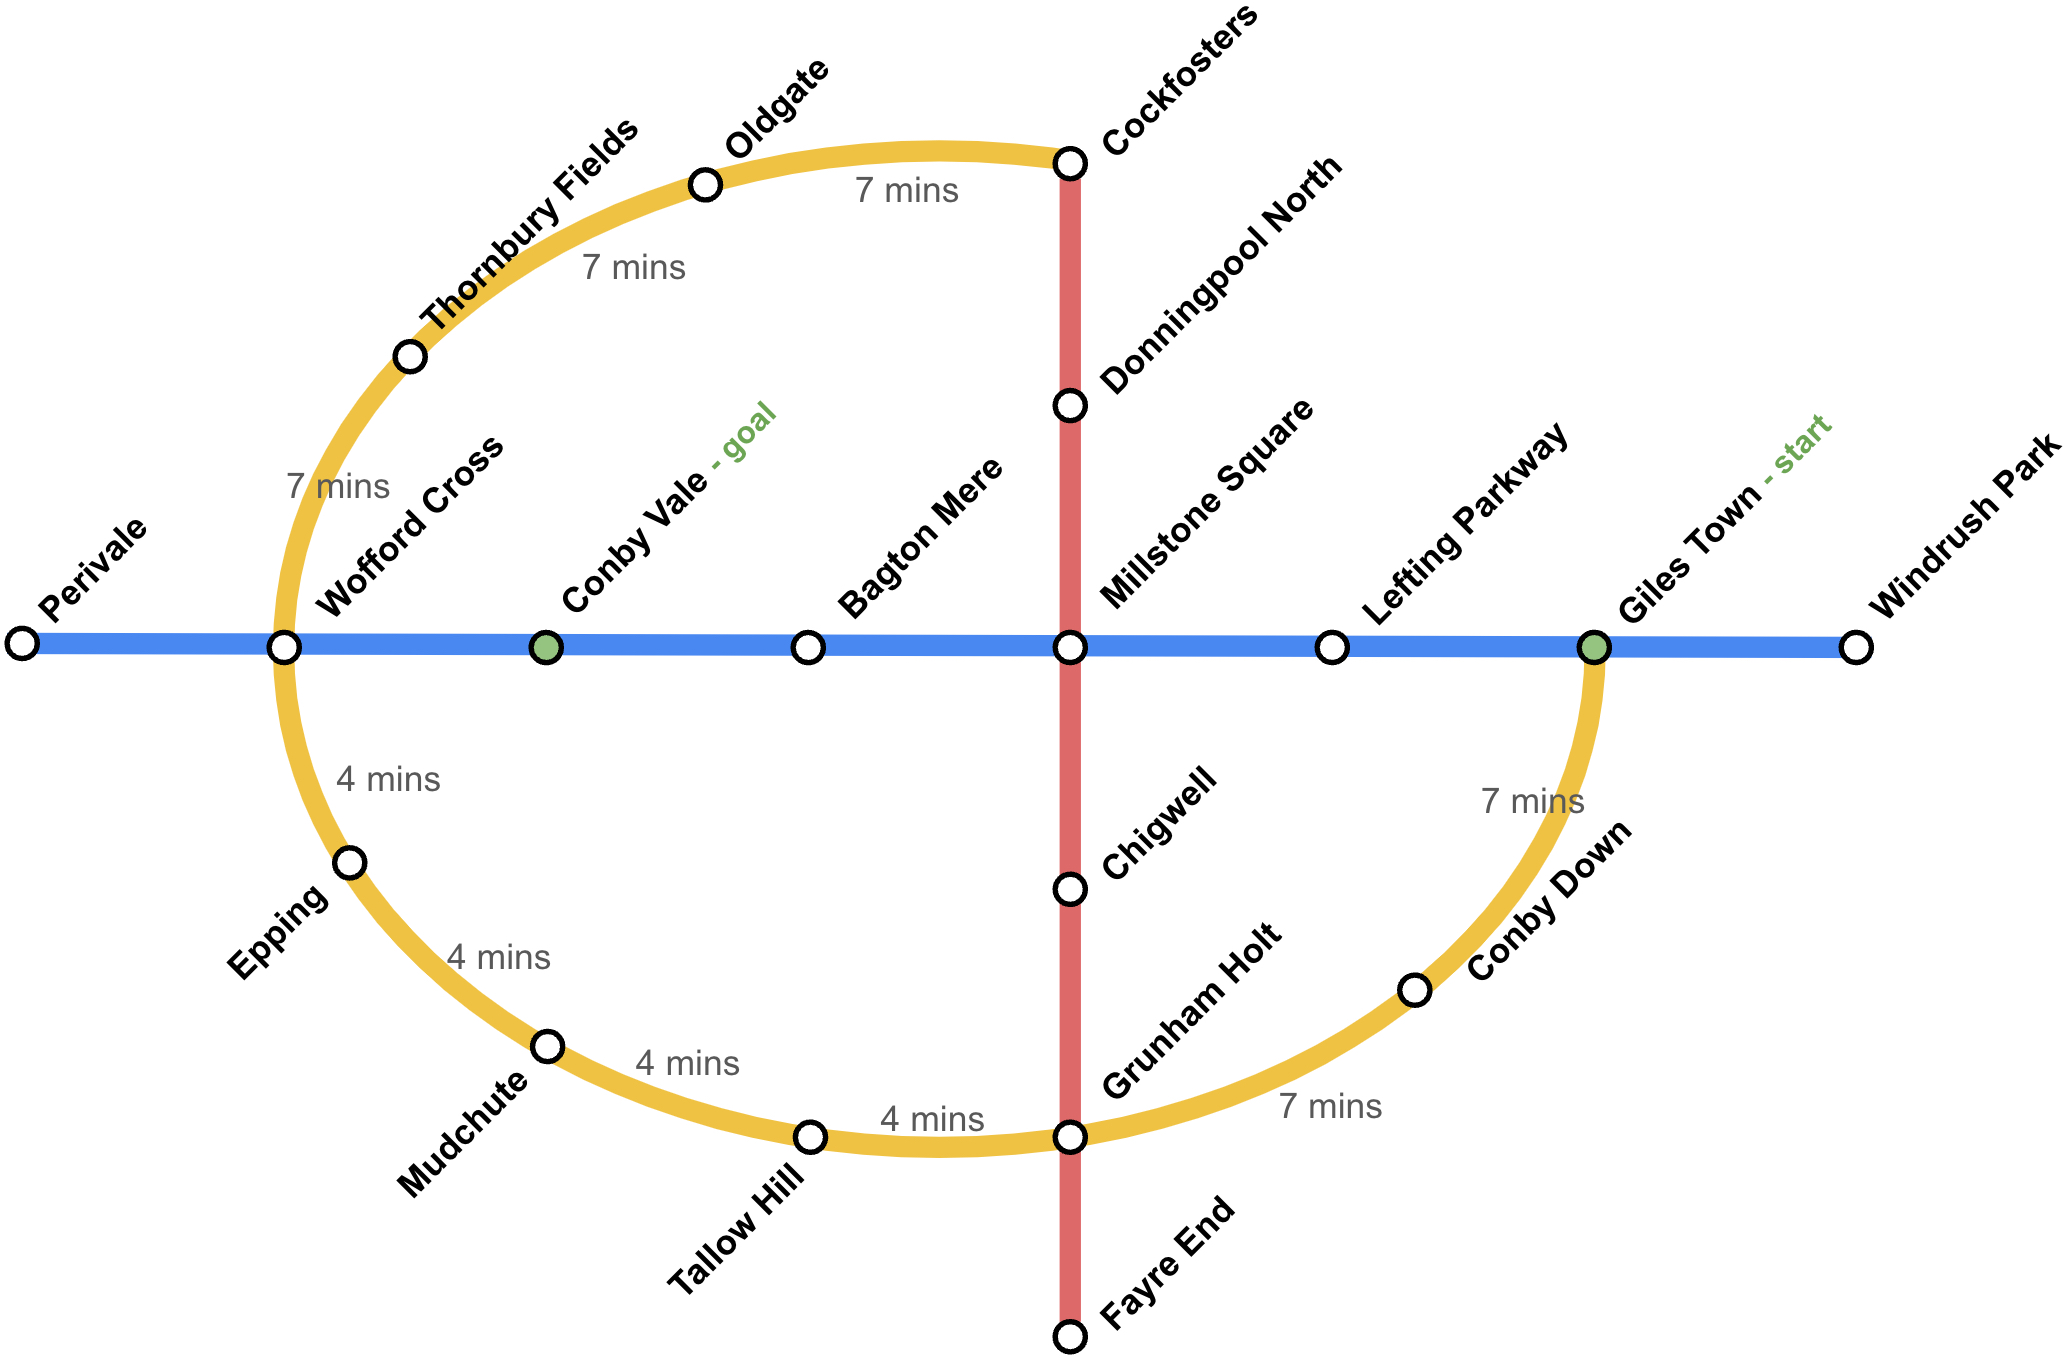 Cockfosters
Oldgate
7 mins
Thornbury Fields
7 mins
Donningpool North
7 mins
Perivale
Wofford Cross
Conby Vale - goal
Bagton Mere
Millstone Square
Lefting Parkway
Giles Town - start
Windrush Park
4 mins
7 mins
Chigwell
Epping
4 mins
Conby Down
Grunham Holt
4 mins
Mudchute
4 mins
7 mins
Tallow Hill
Fayre End